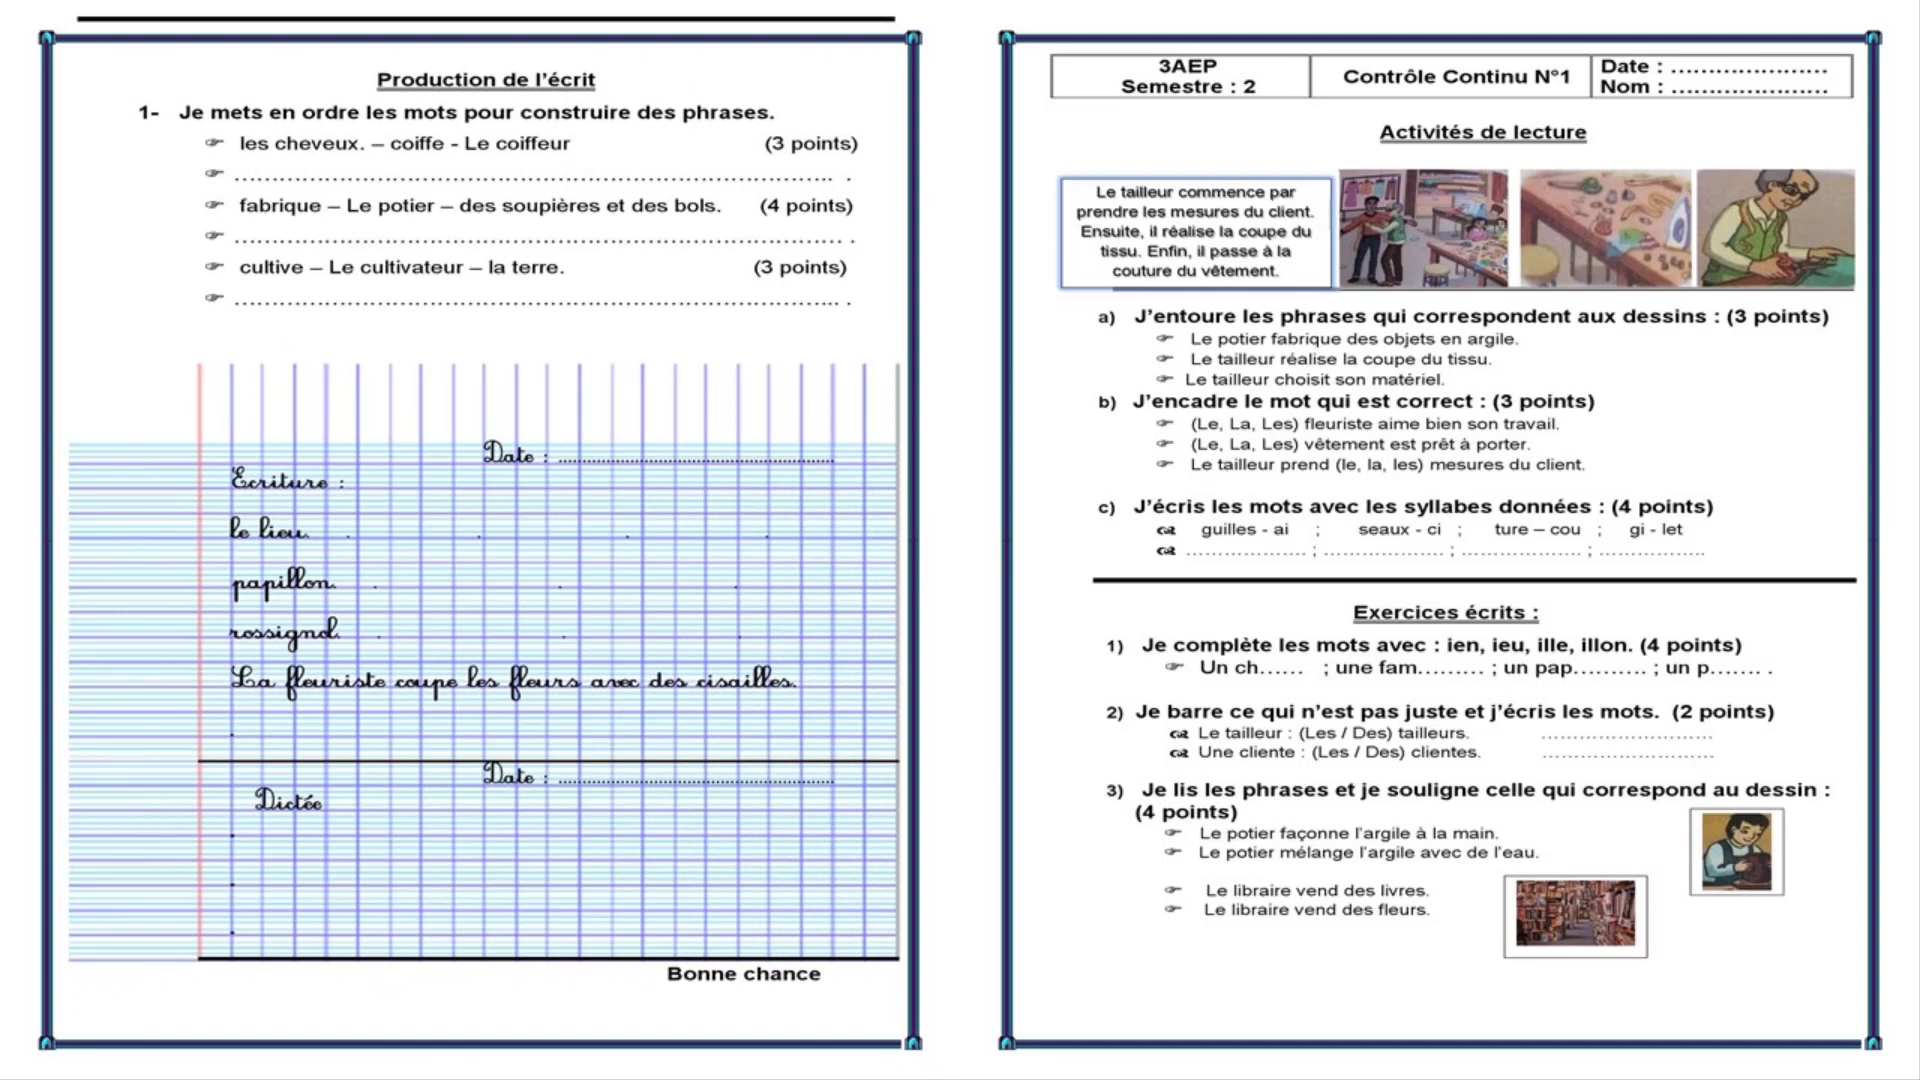 Production de l'écrit
1- Je mets en ordre les mots pour construire des phrases.
les cheveux. – coiffe - Le coiffeur (3 points)
…………………………………………………………………….. .
fabrique – Le potier – des soupières et des bols. (4 points)
……………………………………………………………………… .
cultive – Le cultivateur – la terre. (3 points)
…………………………………………………………………….. .
Date : ......................................................
Ecriture :
le lieu. . . . .
papillon. . . .
rossignol. . . .
La fleuriste coupe les fleurs avec des cisailles.
.
Date : ......................................................
Dictée
.
.
.
Bonne chance
3AEP
Semestre : 2
Contrôle Continu N°1
Date : …………………
Nom : …………………
Activités de lecture
Le tailleur commence par
prendre les mesures du client.
Ensuite, il réalise la coupe du
tissu. Enfin, il passe à la
couture du vêtement.
a) J'entoure les phrases qui correspondent aux dessins : (3 points)
Le potier fabrique des objets en argile.
Le tailleur réalise la coupe du tissu.
Le tailleur choisit son matériel.
b) J'encadre le mot qui est correct : (3 points)
(Le, La, Les) fleuriste aime bien son travail.
(Le, La, Les) vêtement est prêt à porter.
Le tailleur prend (le, la, les) mesures du client.
c) J'écris les mots avec les syllabes données : (4 points)
guilles - ai ; seaux - ci ; ture – cou ; gi - let
……………….. ; ……………….. ; ……………….. ; ………………..
Exercices écrits :
1) Je complète les mots avec : ien, ieu, ille, illon. (4 points)
Un ch…… ; une fam……… ; un pap………. ; un p……. .
2) Je barre ce qui n'est pas juste et j'écris les mots. (2 points)
Le tailleur : (Les / Des) tailleurs. ………………………..
Une cliente : (Les / Des) clientes. ………………………..
3) Je lis les phrases et je souligne celle qui correspond au dessin :
(4 points)
Le potier façonne l'argile à la main.
Le potier mélange l'argile avec de l'eau.
Le libraire vend des livres.
Le libraire vend des fleurs.